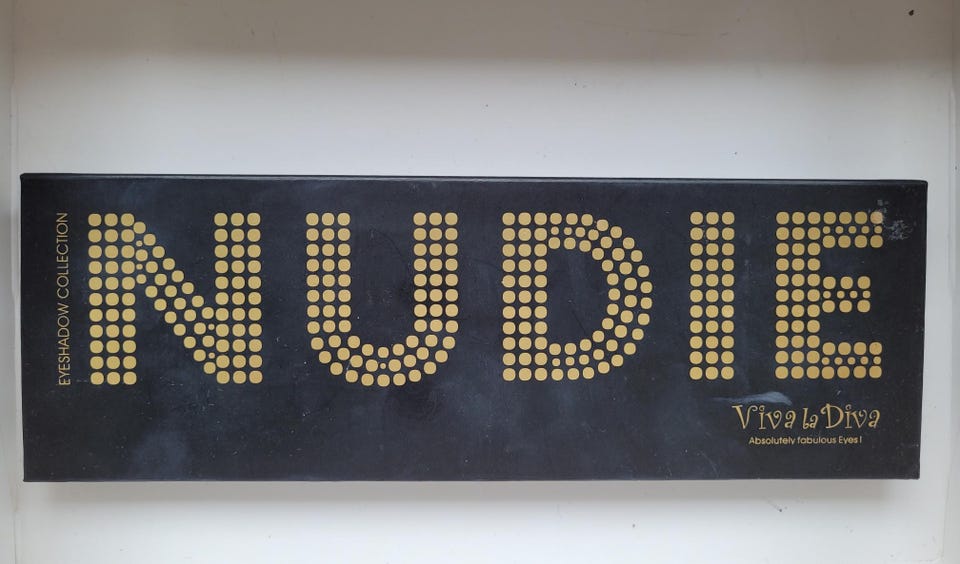 EYESHADOW COLLECTION
NUDIE
Viva la Diva
Absolutely fabulous Eyes!